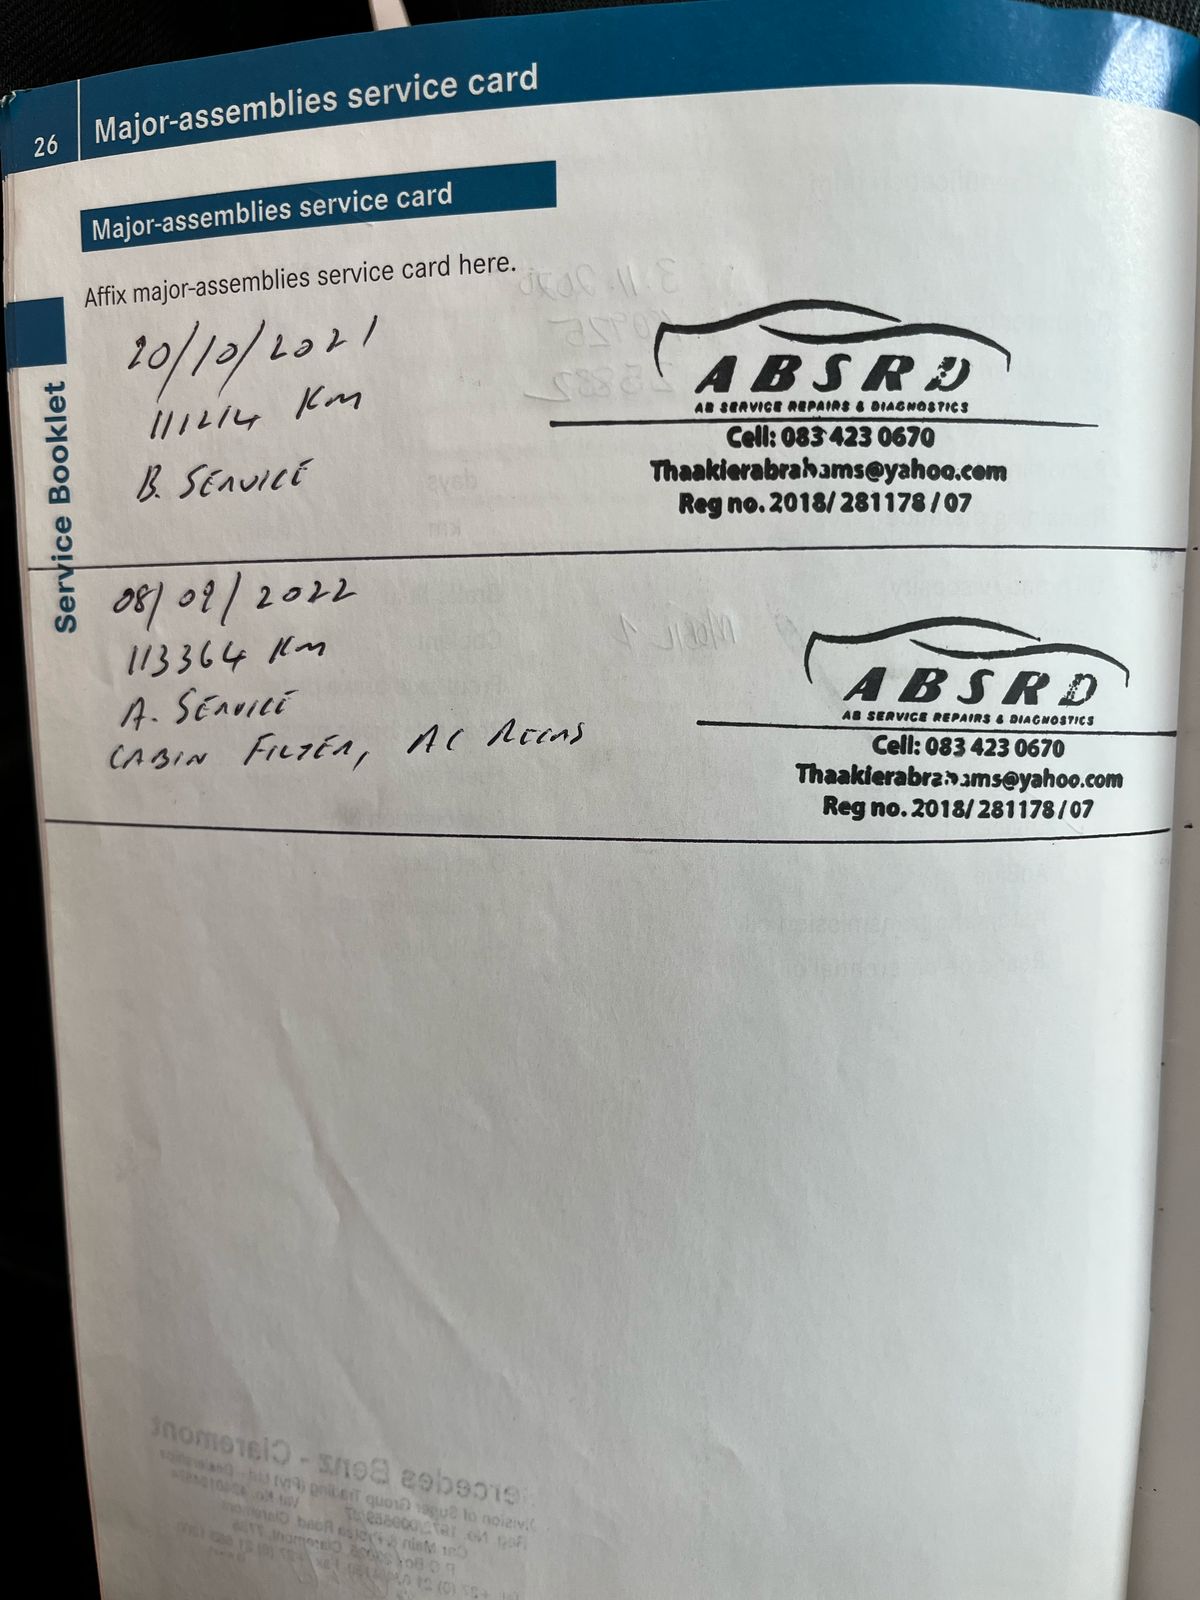 26
Major-assemblies service card
Major-assemblies service card
Affix major-assemblies service card here.
Service Booklet
20/10/2021
111214 Km
B. SERVICE
ABSRD
AB SERVICE REPAIRS & DIAGNOSTICS
Cell: 083 423 0670
Thaakierabrahams@yahoo.com
Reg no. 2018/281178/07
08/09/2022
113364 Km
A. SERVICE
CABIN FILTER, AC
ABSRD
AB SERVICE REPAIRS & DIAGNOSTICS
Cell: 083 423 0670
Thaakierabrahams@yahoo.com
Reg no. 2018/281178/07